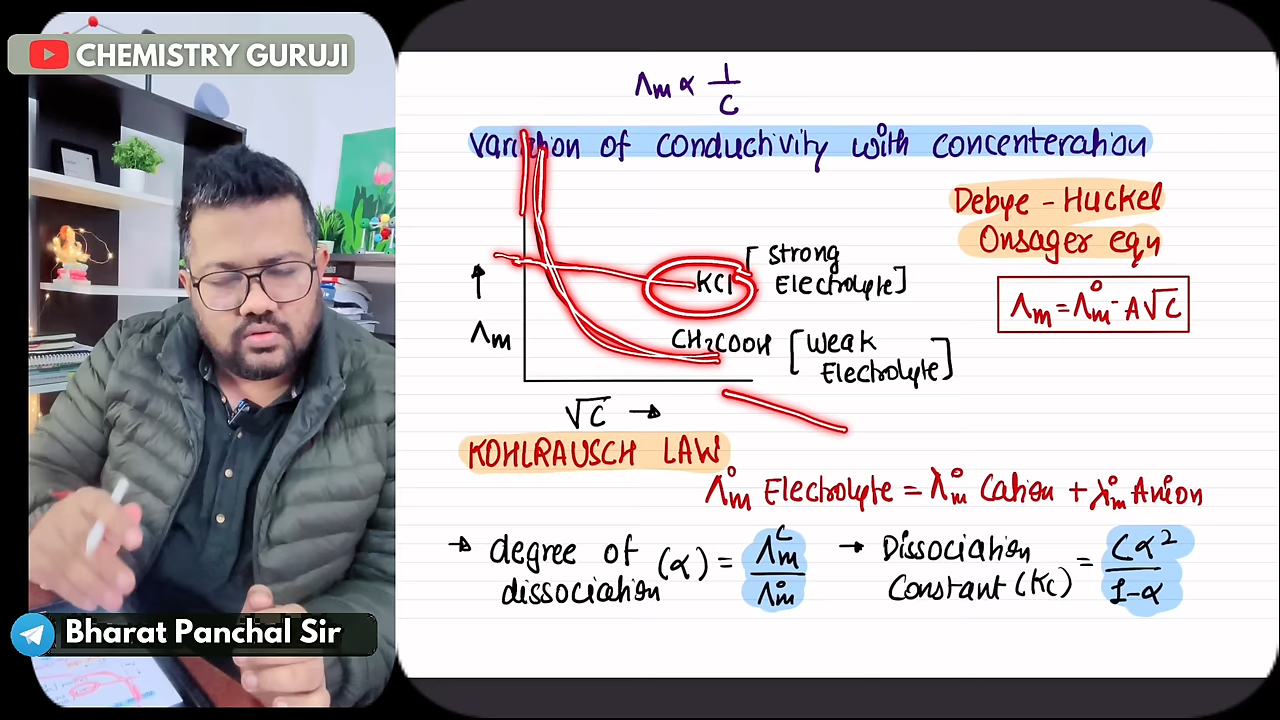 CHEMISTRY GURUJI
Λm ∝ 1/C
Variation of conductivity with concenteration
Debye - Huckel
Onsager equ
Λm = Λ°m - A√C
KCl [strong
Electrolyte]
↑
Λm
CH3COOH [Weak
Electrolyte]
√C →
KOHLRAUSCH LAW
Λ°m Electrolyte = λ°m Cation + λ°m Anion
→ degree of dissociation (α) = Λᶜm/Λ°m
→ Dissociation Constant (Kc) = Cα²/1-α
Bharat Panchal Sir